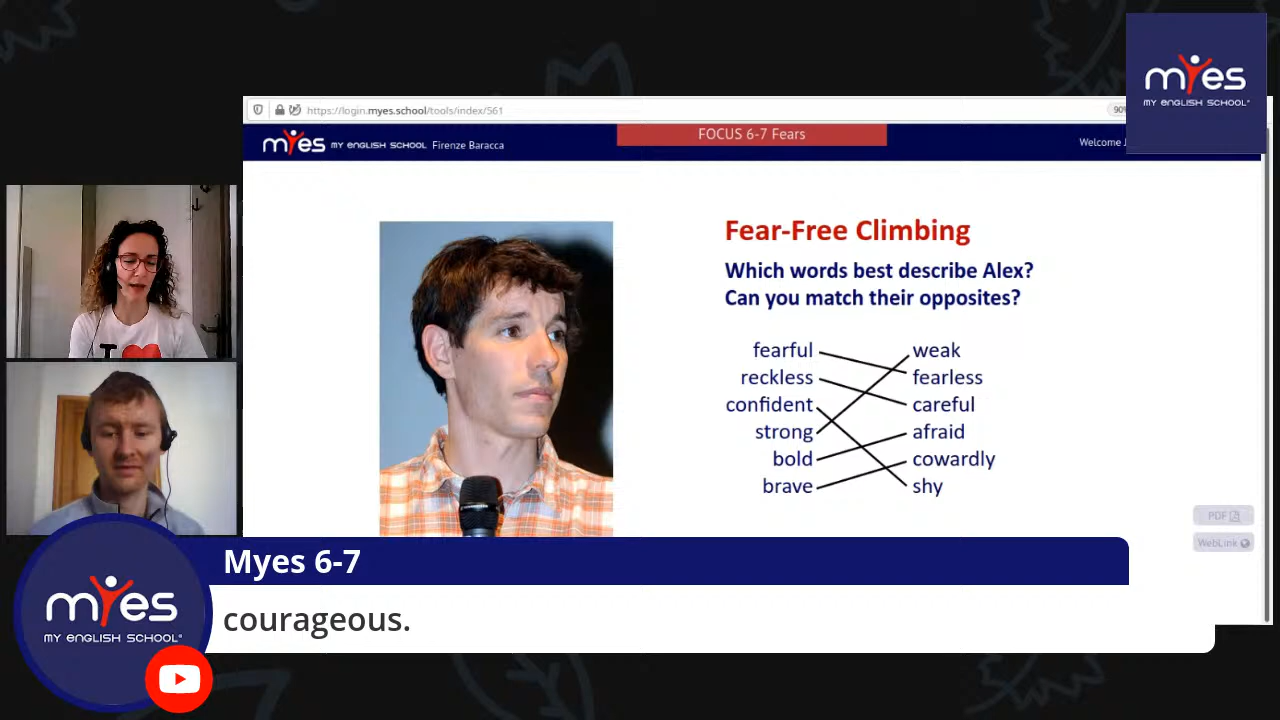 myes
MY ENGLISH SCHOOL®
https://login.myes.school/tools/index/561
90%
myes MY ENGLISH SCHOOL Firenze Baracca
FOCUS 6-7 Fears
Welcome J
Fear-Free Climbing
Which words best describe Alex?
Can you match their opposites?
fearful weak
reckless fearless
confident careful
strong afraid
bold cowardly
brave shy
PDF
WebLink
I
Myes 6-7
courageous.
myes
MY ENGLISH SCHOOL®